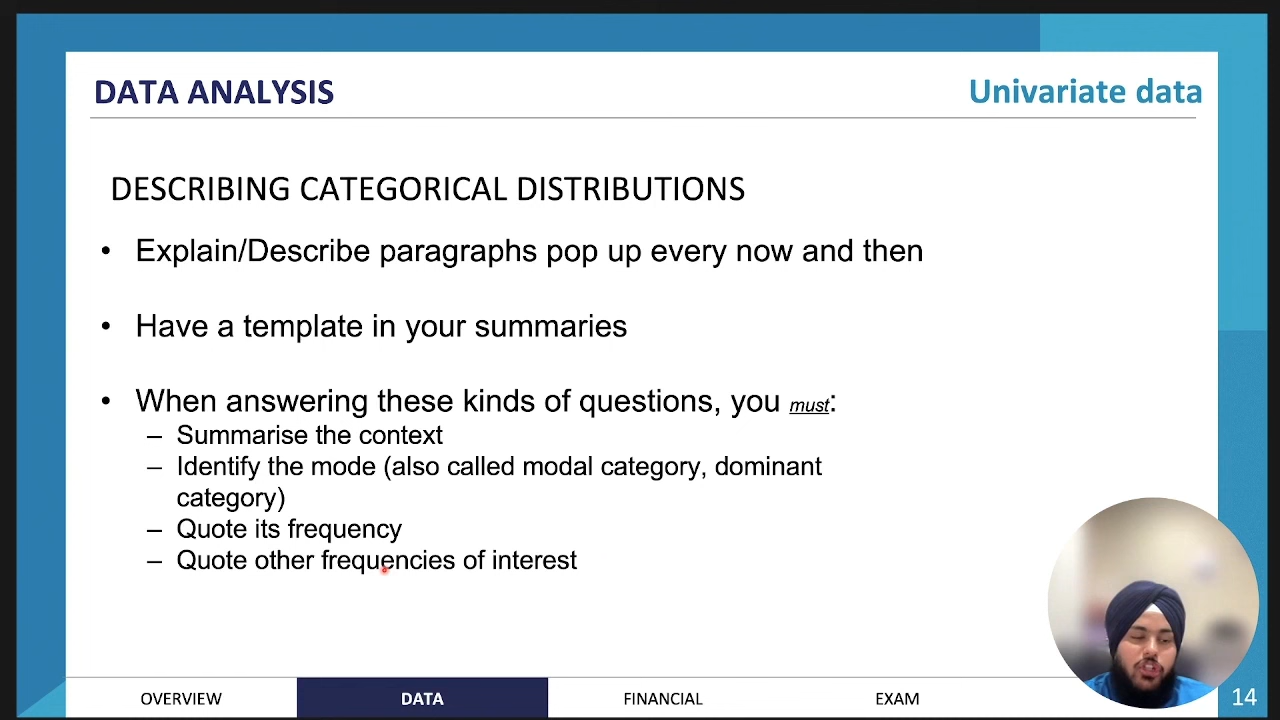 DATA ANALYSIS
Univariate data
DESCRIBING CATEGORICAL DISTRIBUTIONS
• Explain/Describe paragraphs pop up every now and then
• Have a template in your summaries
• When answering these kinds of questions, you must:
– Summarise the context
– Identify the mode (also called modal category, dominant
category)
– Quote its frequency
– Quote other frequencies of interest
OVERVIEW
DATA
FINANCIAL
EXAM
14